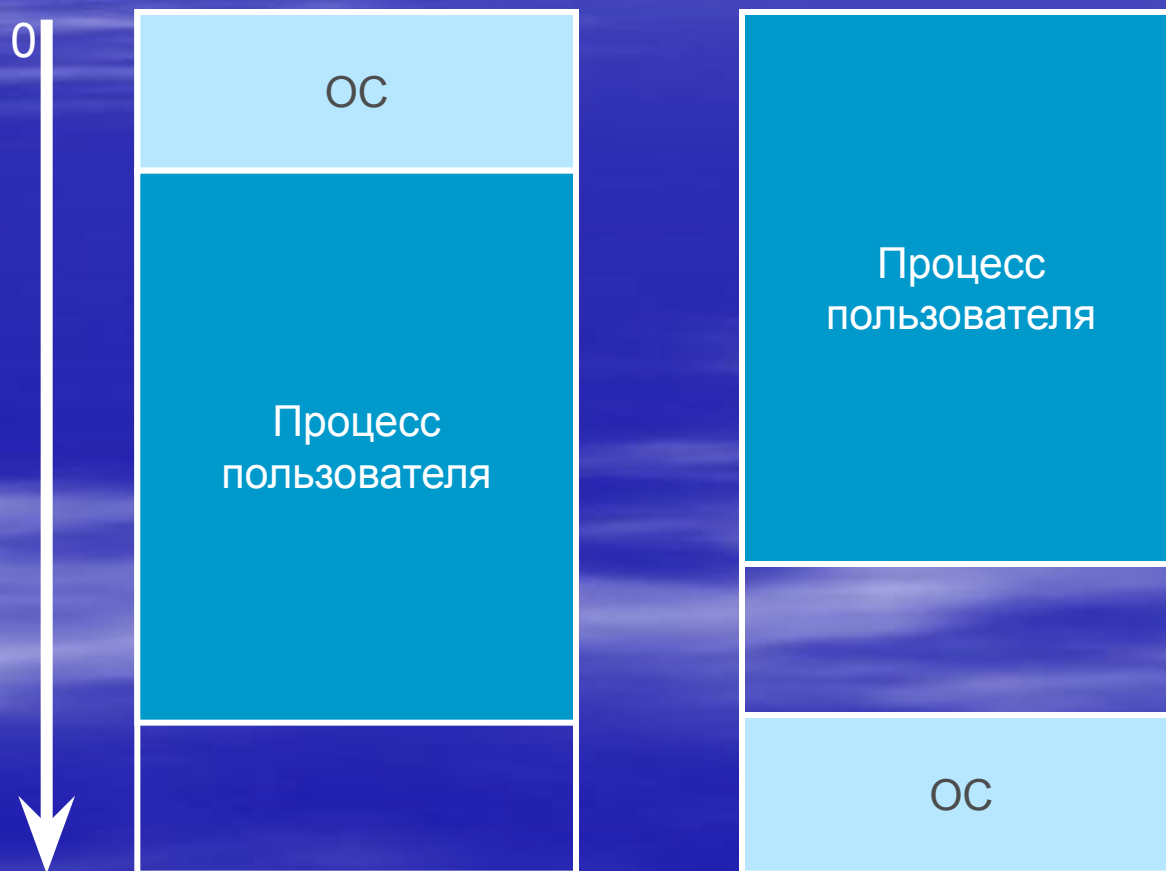 0
ОС
Процесс
пользователя
Процесс
пользователя
ОС